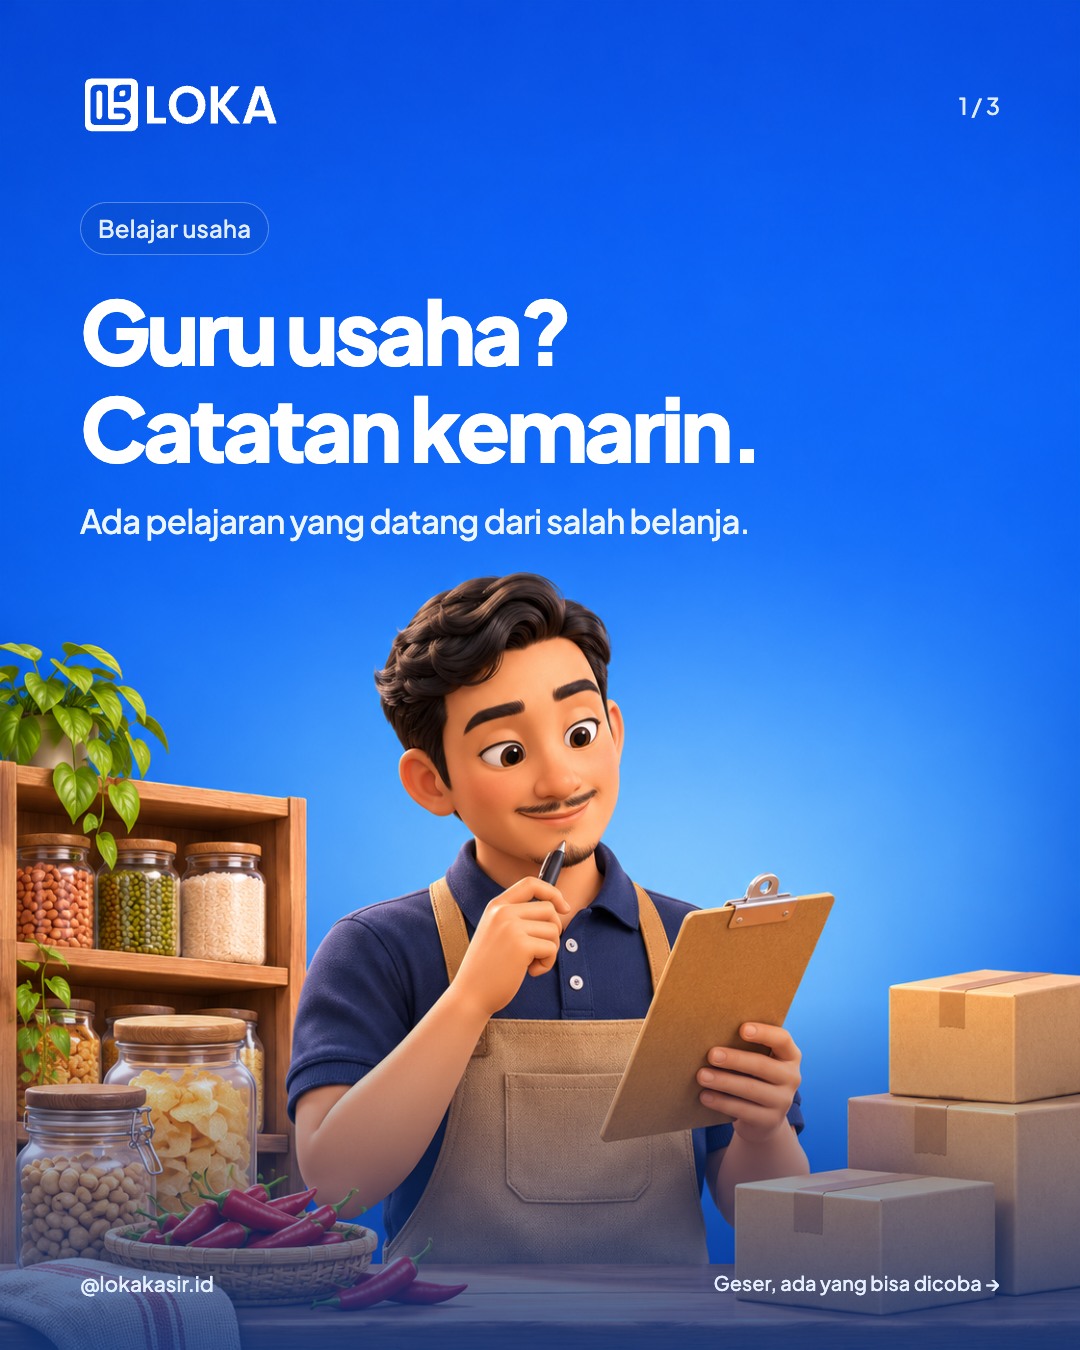 LOKA
1 / 3
Belajar usaha
Guru usaha?
Catatan kemarin.
Ada pelajaran yang datang dari salah belanja.
@lokakasir.id
Geser, ada yang bisa dicoba →